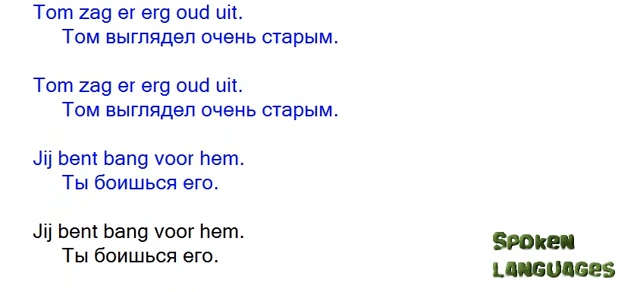 Tom zag er erg oud uit.
Том выглядел очень старым.
Tom zag er erg oud uit.
Том выглядел очень старым.
Jij bent bang voor hem.
Ты боишься его.
Jij bent bang voor hem.
Ты боишься его.
Spoken
Languages